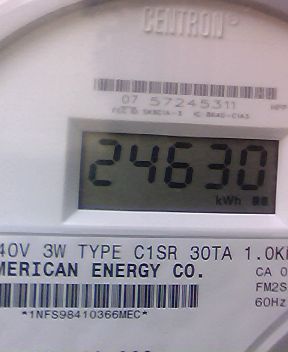 CENTRON
07 57245311
24630
kWh
40V 3W TYPE C1SR 30TA 1.0K
MERICAN ENERGY CO.
CA 0
FM2S
60Hz
*1NFS98410366MEC*